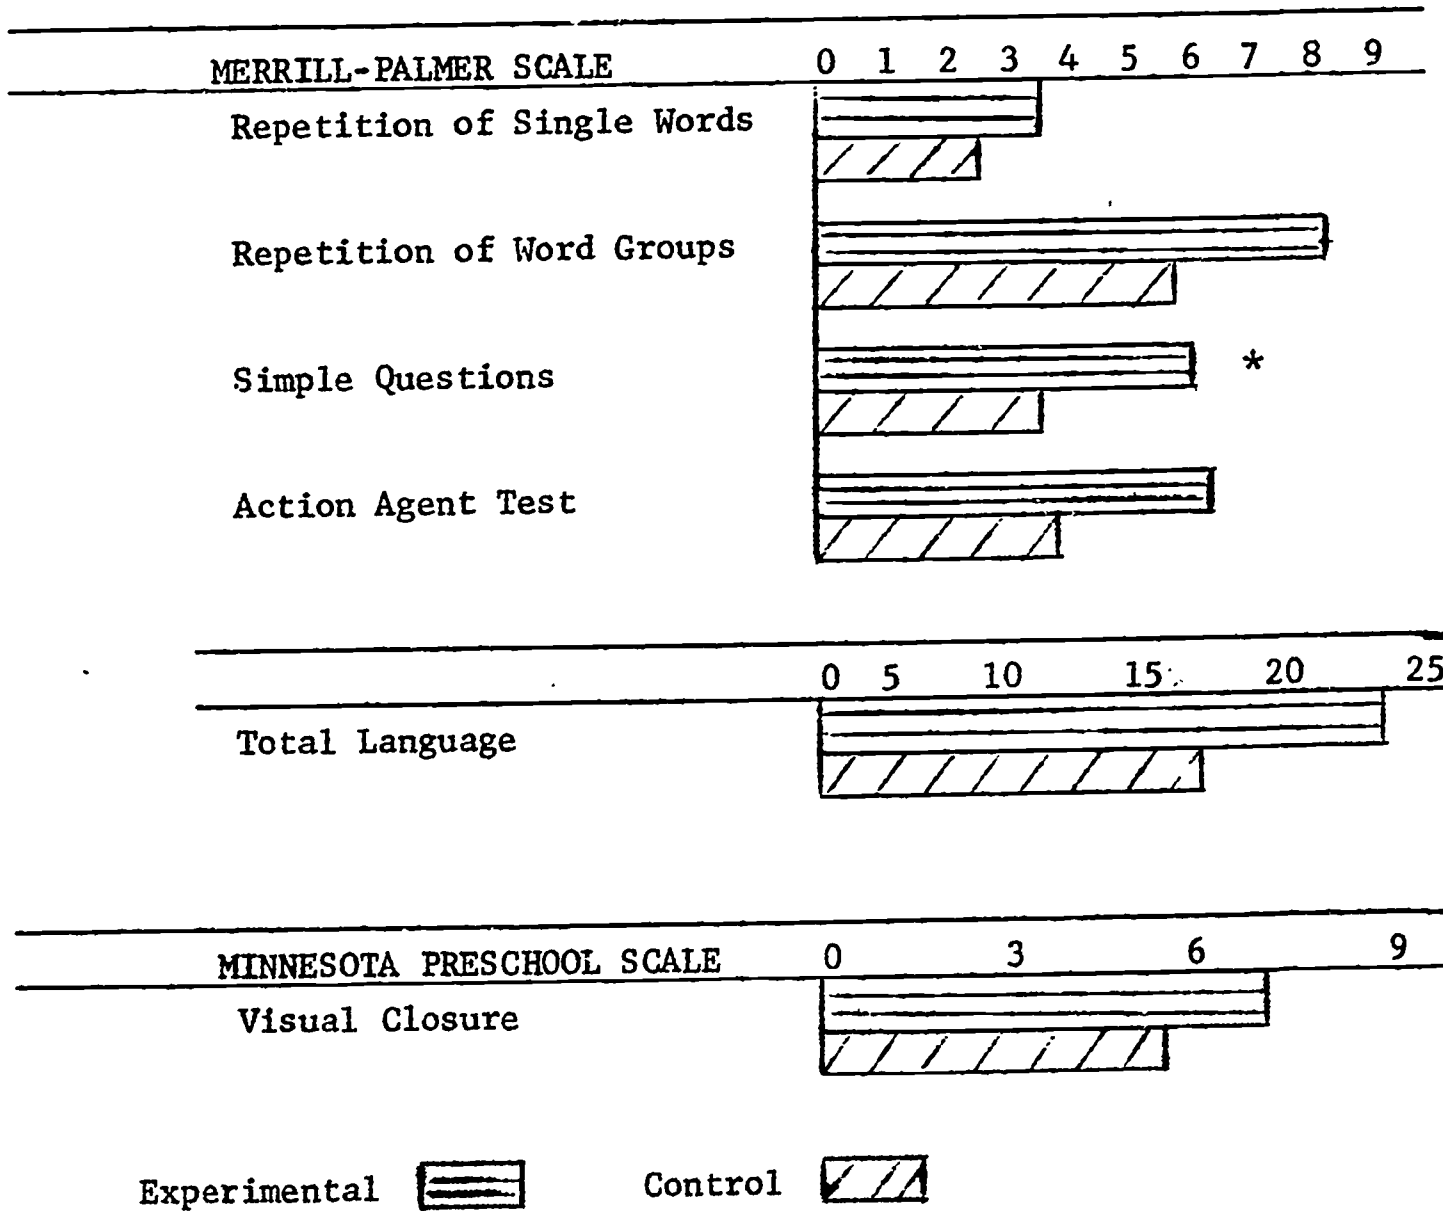 MERRILL-PALMER SCALE 0 1 2 3 4 5 6 7 8 9
Repetition of Single Words
Repetition of Word Groups
Simple Questions *
Action Agent Test
0 5 10 15 20 25
Total Language
MINNESOTA PRESCHOOL SCALE 0 3 6 9
Visual Closure
Experimental Control